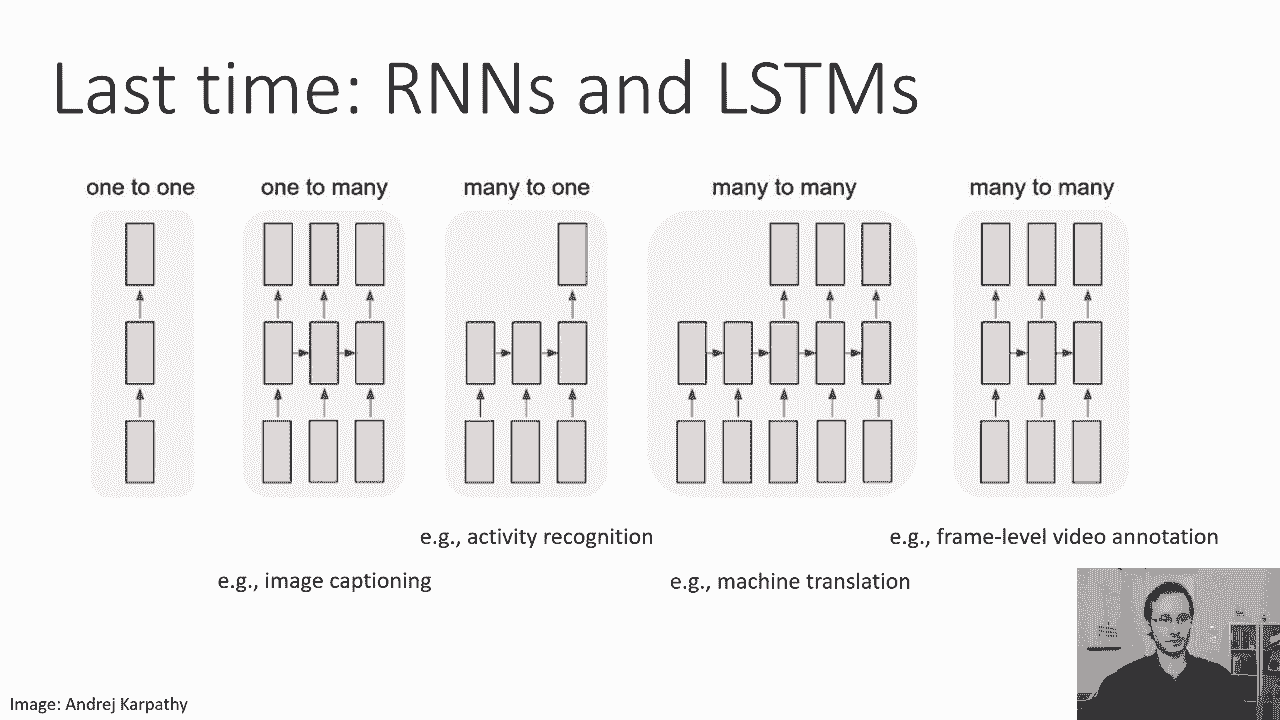 Last time: RNNs and LSTMs
one to one
one to many
many to one
many to many
many to many
e.g., activity recognition
e.g., frame-level video annotation
e.g., image captioning
e.g., machine translation
Image: Andrej Karpathy